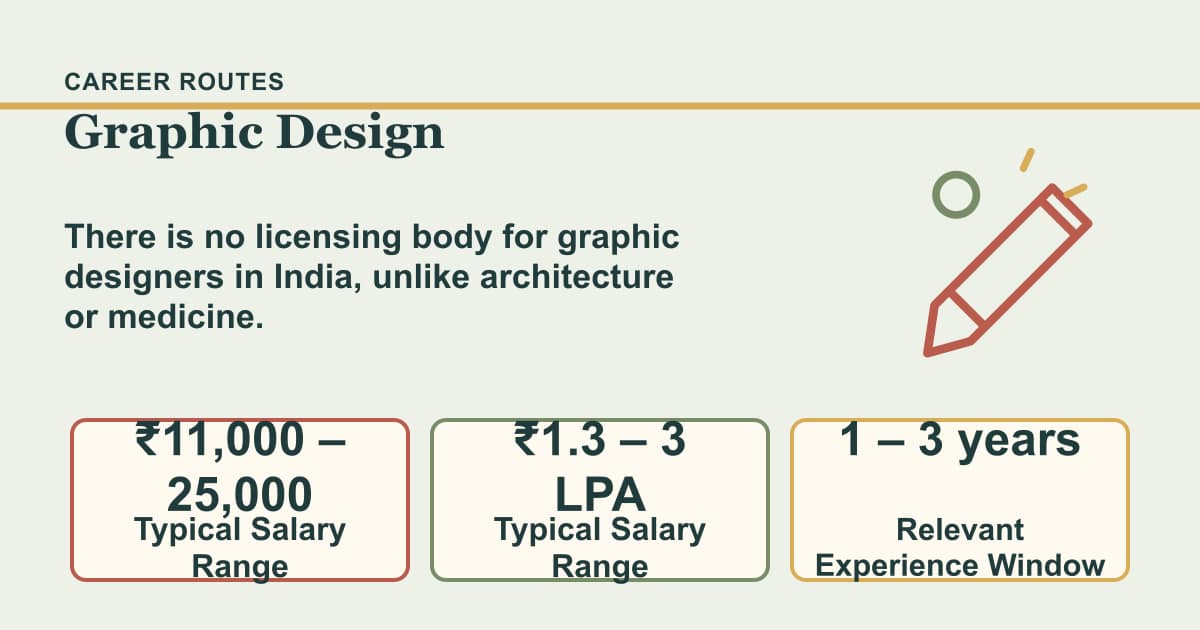 CAREER ROUTES
Graphic Design
There is no licensing body for graphic
designers in India, unlike architecture
or medicine.
₹11,000 –
25,000
Typical Salary
Range
₹1.3 – 3
LPA
Typical Salary
Range
1 – 3 years
Relevant
Experience Window